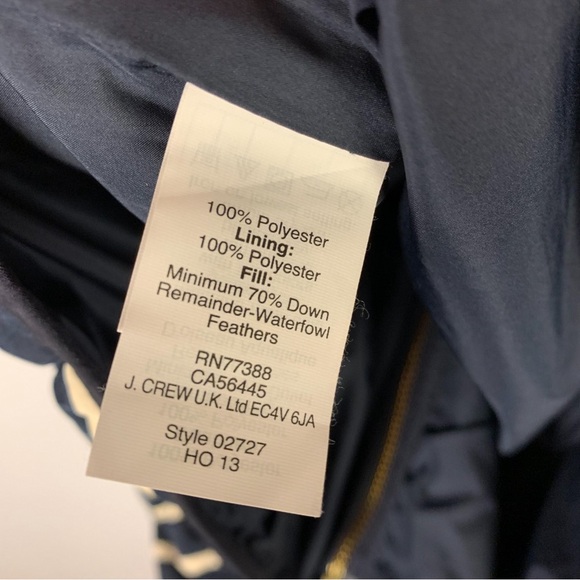 100% Polyester
Lining:
100% Polyester
Fill:
Minimum 70% Down
Remainder-Waterfowl
Feathers
RN77388
CA56445
J. CREW U.K. Ltd EC4V 6JA
Style 02727
HO 13